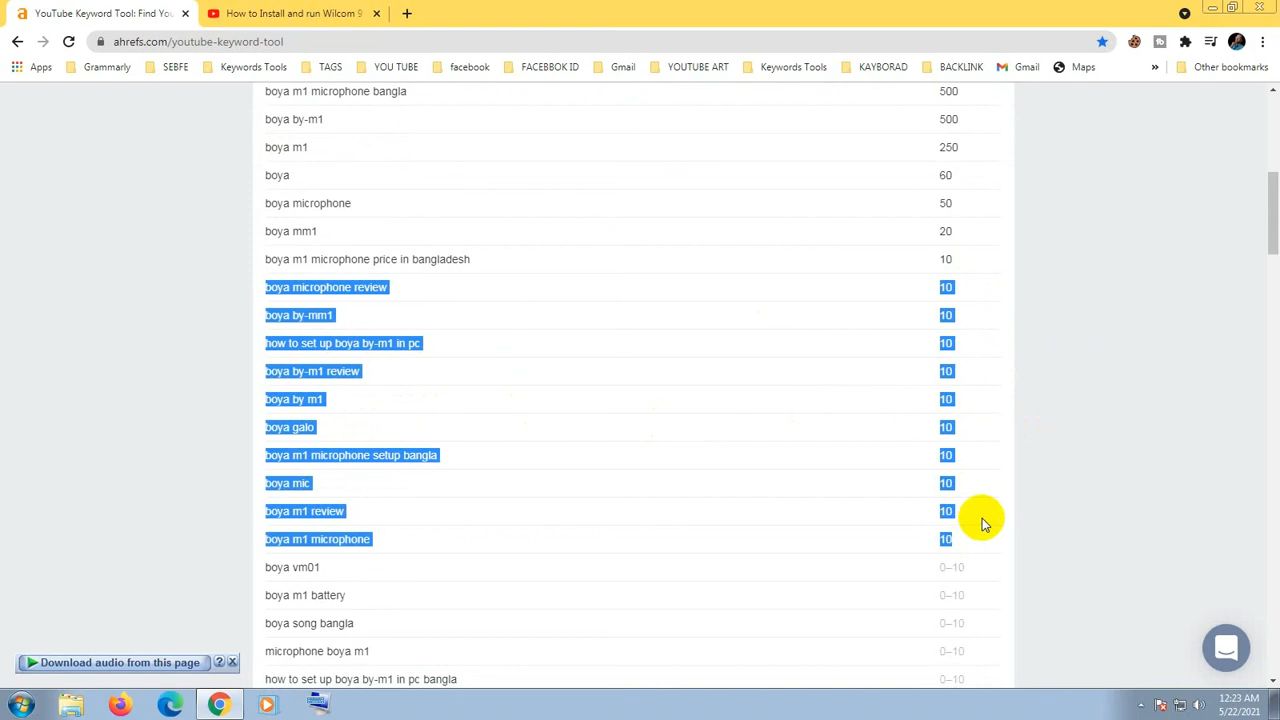 YouTube Keyword Tool: Find You
How to Install and run Wilcom 9
ahrefs.com/youtube-keyword-tool
Apps Grammarly SEBFE Keywords Tools TAGS YOU TUBE facebook FACEBBOK ID Gmail YOUTUBE ART Keywords Tools KAYBORAD BACKLINK Gmail Maps » Other bookmarks
boya m1 microphone bangla 500
boya by-m1 500
boya m1 250
boya 60
boya microphone 50
boya mm1 20
boya m1 microphone price in bangladesh 10
boya microphone review 10
boya by-mm1 10
how to set up boya by-m1 in pc 10
boya by-m1 review 10
boya by m1 10
boya galo 10
boya m1 microphone setup bangla 10
boya mic 10
boya m1 review 10
boya m1 microphone 10
boya vm01 0–10
boya m1 battery 0–10
boya song bangla 0–10
microphone boya m1 0–10
how to set up boya by-m1 in pc bangla 0–10
Download audio from this page ?
12:23 AM
5/22/2021